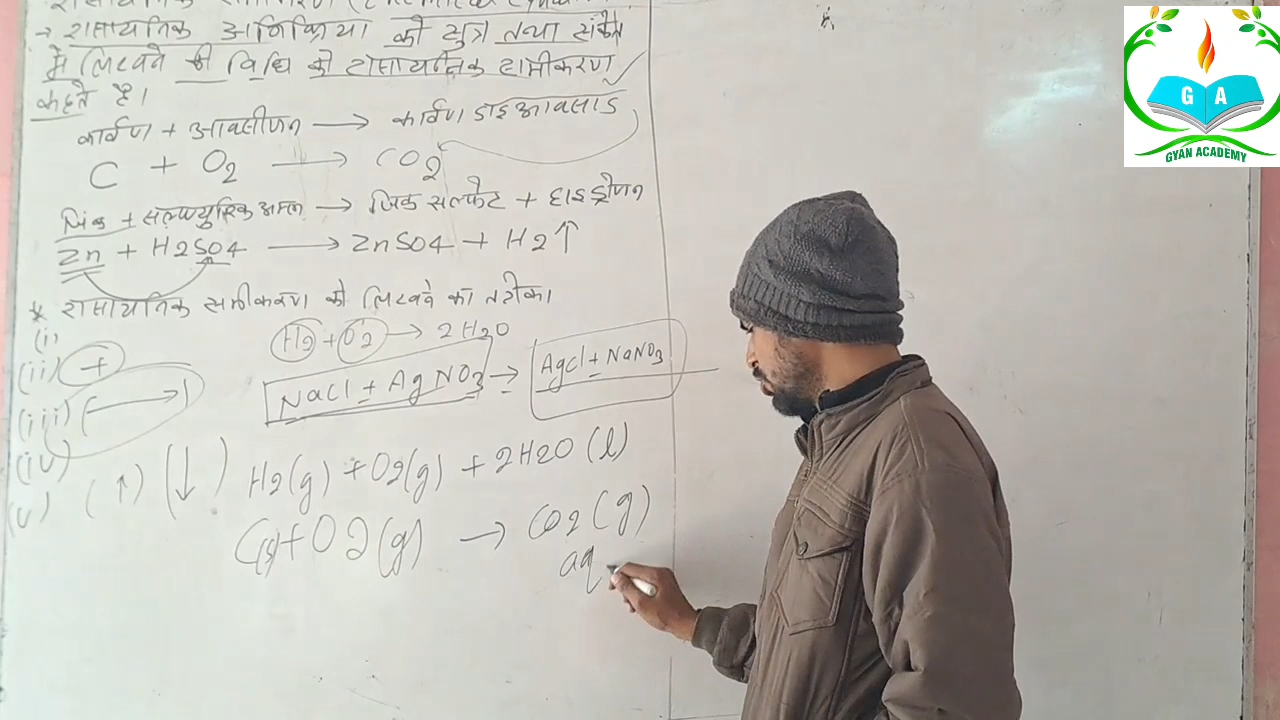 → रासायनिक अभिक्रिया को सुत्र तथा संकेत
में लिखने की विधि को रासायनिक समीकरण
कहते है।
कार्बन + आक्सीजन ⟶ कार्बन डाइ आक्साड
C + O2 ⟶ CO2
जिंक + सल्फ्युरिक अम्ल → जिंक सल्फेट + हाइड्रोजन
Zn + H2SO4 ⟶ ZnSO4 + H2↑
* रासायनिक समीकरण को लिखने का तरीका
(i)
H2 + O2 ⟶ 2H2O
(ii) +
NaCl + AgNO3 → AgCl + NaNO3
(iii) (⟶)
(iv)
(v) (↑) (↓)
H2(g) + O2(g) + 2H2O (l)
C(s) + O2(g) → CO2(g)
aq
G A
GYAN ACADEMY